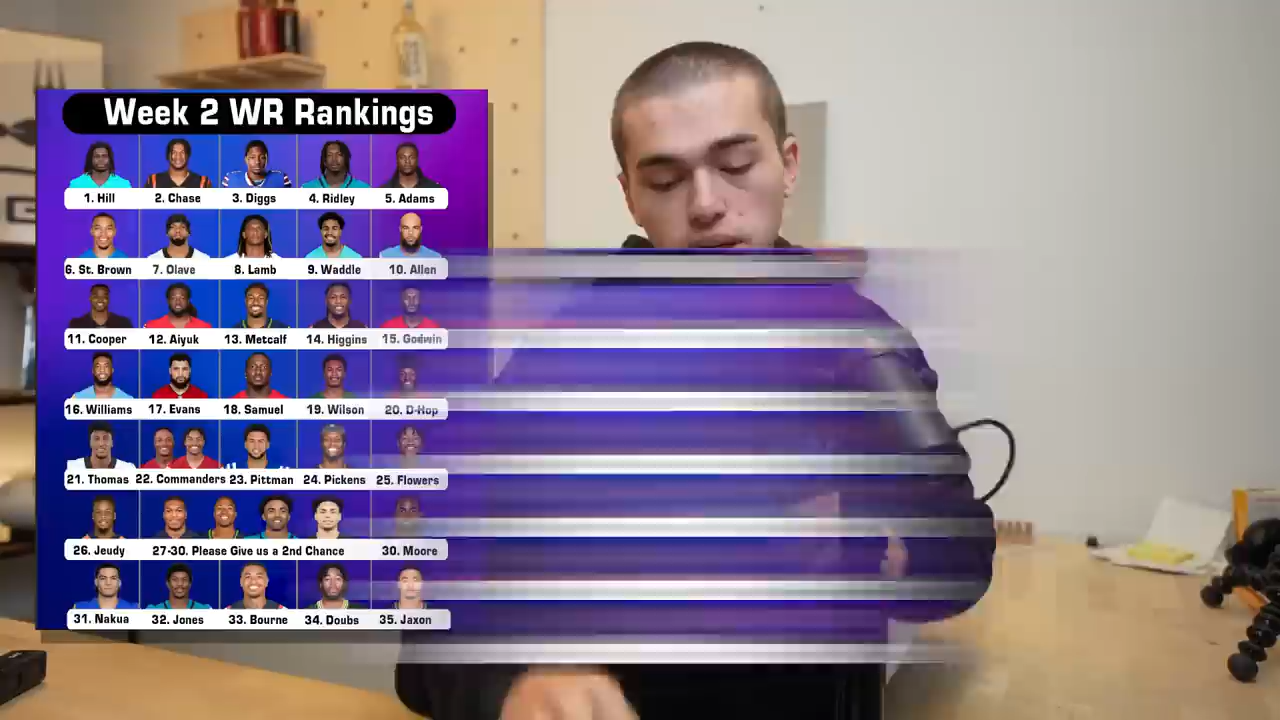 Week 2 WR Rankings
1. Hill 2. Chase 3. Diggs 4. Ridley 5. Adams
6. St. Brown 7. Olave 8. Lamb 9. Waddle 10. Allen
11. Cooper 12. Aiyuk 13. Metcalf 14. Higgins 15. Godwin
16. Williams 17. Evans 18. Samuel 19. Wilson 20. D-Hop
21. Thomas 22. Commanders 23. Pittman 24. Pickens 25. Flowers
26. Jeudy 27-30. Please Give us a 2nd Chance 30. Moore
31. Nakua 32. Jones 33. Bourne 34. Doubs 35. Jaxon